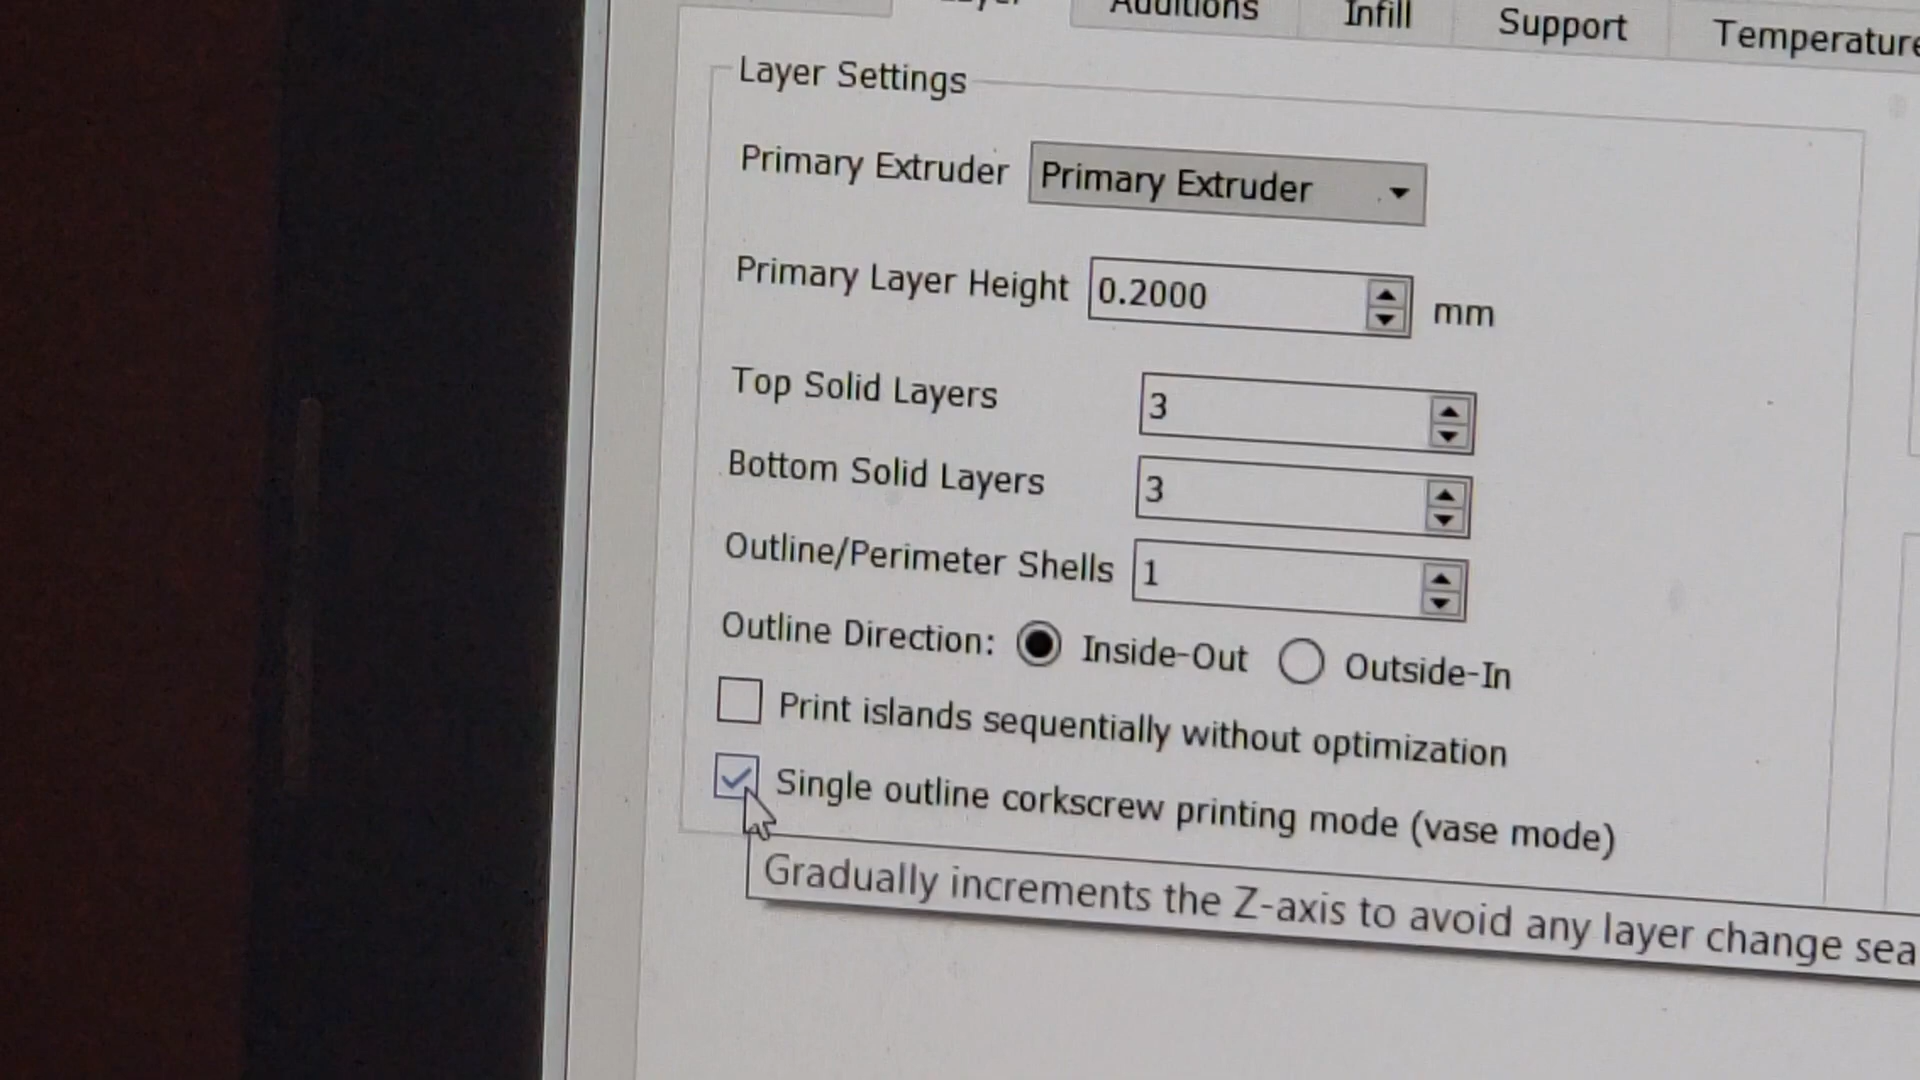 Additions Infill Support Temperature
Layer Settings
Primary Extruder Primary Extruder
Primary Layer Height 0.2000 mm
Top Solid Layers 3
Bottom Solid Layers 3
Outline/Perimeter Shells 1
Outline Direction: Inside-Out Outside-In
Print islands sequentially without optimization
Single outline corkscrew printing mode (vase mode)
Gradually increments the Z-axis to avoid any layer change sea